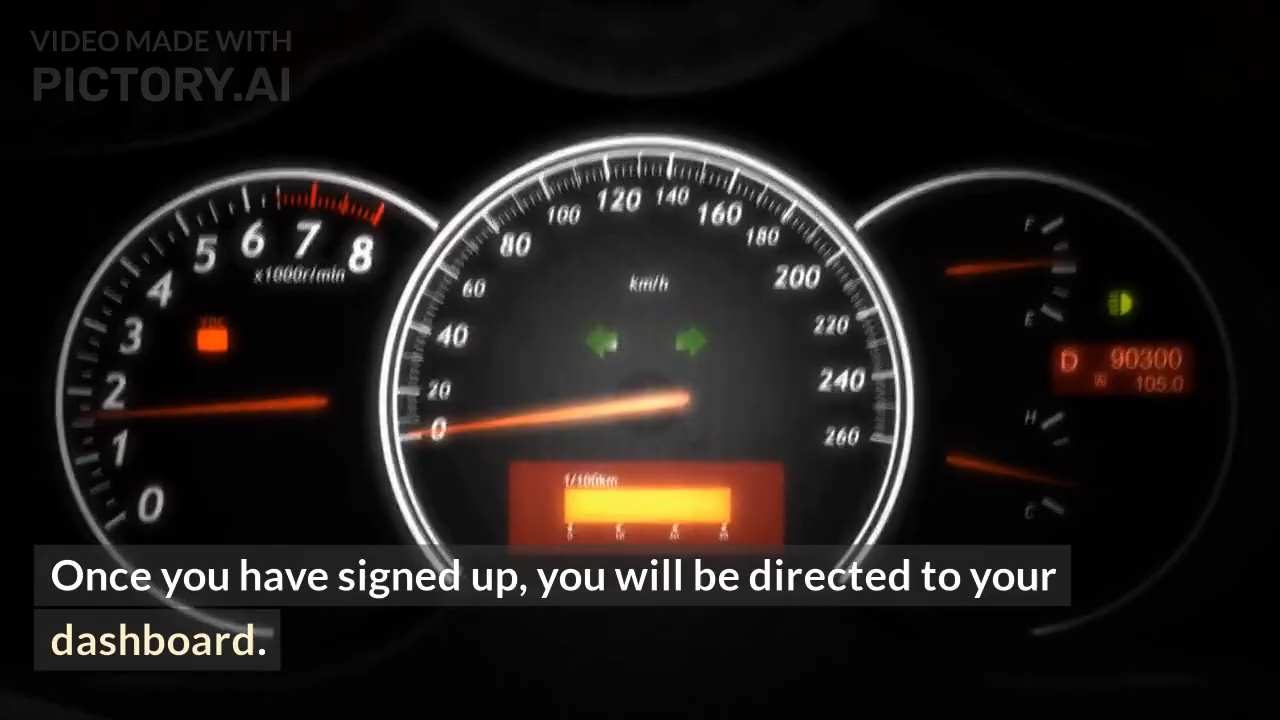 VIDEO MADE WITH
PICTORY.AI
0
1
2
3
4
5
6
7
8
x1000r/min
0
20
40
60
80
100
120
140
160
180
200
220
240
260
km/h
F
E
D 90300
105.0
H
C
1/100km
Once you have signed up, you will be directed to your
dashboard.